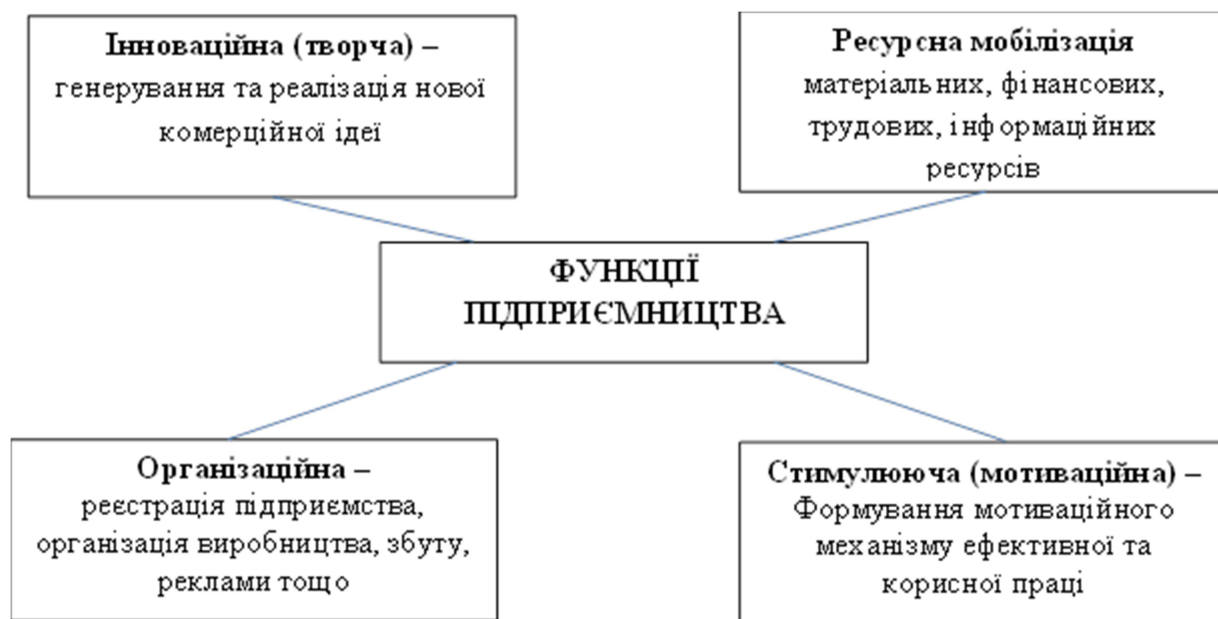 Інноваційна (творча) –
генерування та реалізація нової
комерційної ідеї
Ресурсна мобілізація
матеріальних, фінансових,
трудових, інформаційних
ресурсів
ФУНКЦІЇ
ПІДПРИЄМНИЦТВА
Організаційна –
реєстрація підприємства,
організація виробництва, збуту,
реклами тощо
Стимулююча (мотиваційна) –
Формування мотиваційного
механізму ефективної та
корисної праці